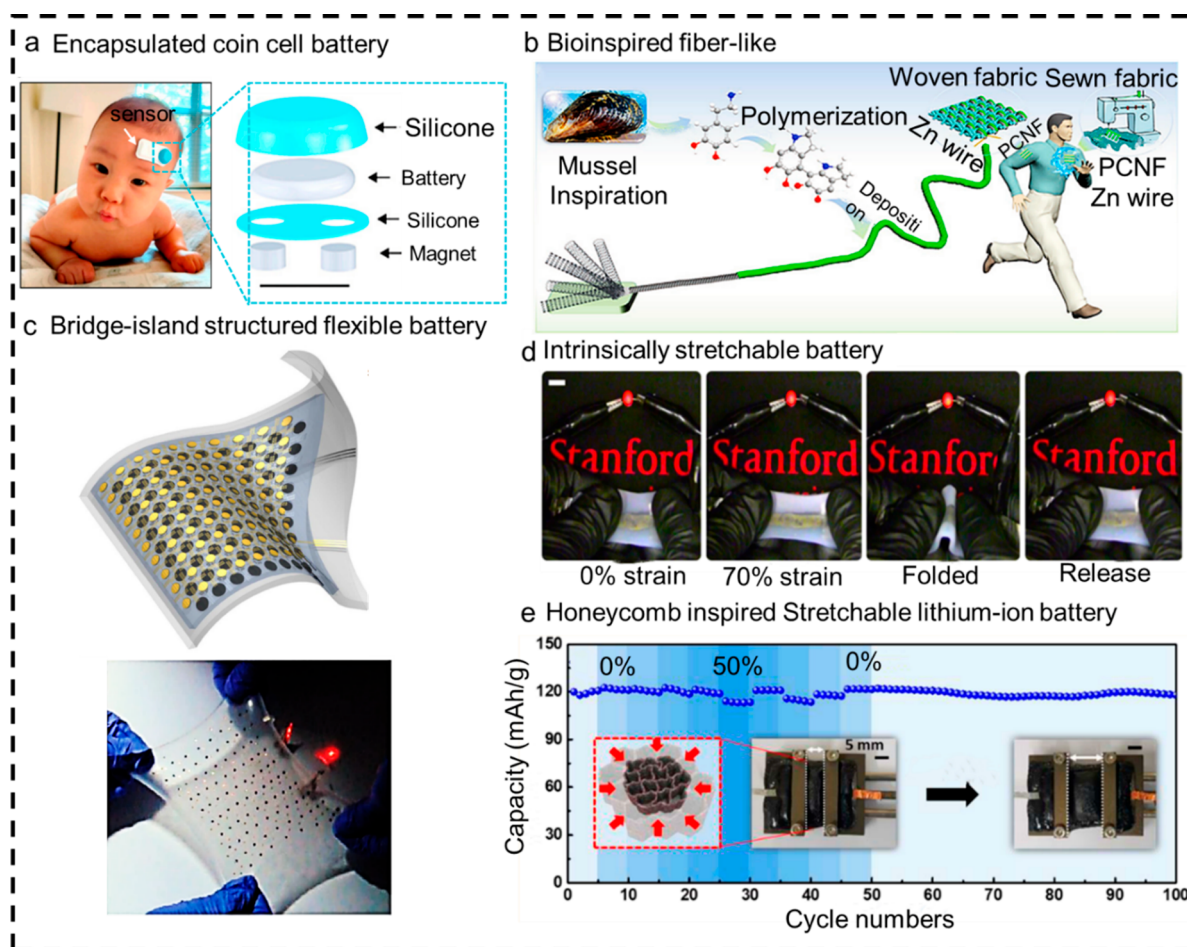 a Encapsulated coin cell battery
sensor
Silicone
Battery
Silicone
Magnet
b Bioinspired fiber-like
Woven fabric
Sewn fabric
Polymerization
Mussel
Inspiration
Zn wire
PCNF
Depositi
on
PCNF
Zn wire
c Bridge-island structured flexible battery
d Intrinsically stretchable battery
Stanford
Stanford
Stanford
Stanford
0% strain
70% strain
Folded
Release
e Honeycomb inspired Stretchable lithium-ion battery
Capacity (mAh/g)
150
120
90
60
30
0
0%
50%
0%
5 mm
0 10 20 30 40 50 60 70 80 90 100
Cycle numbers